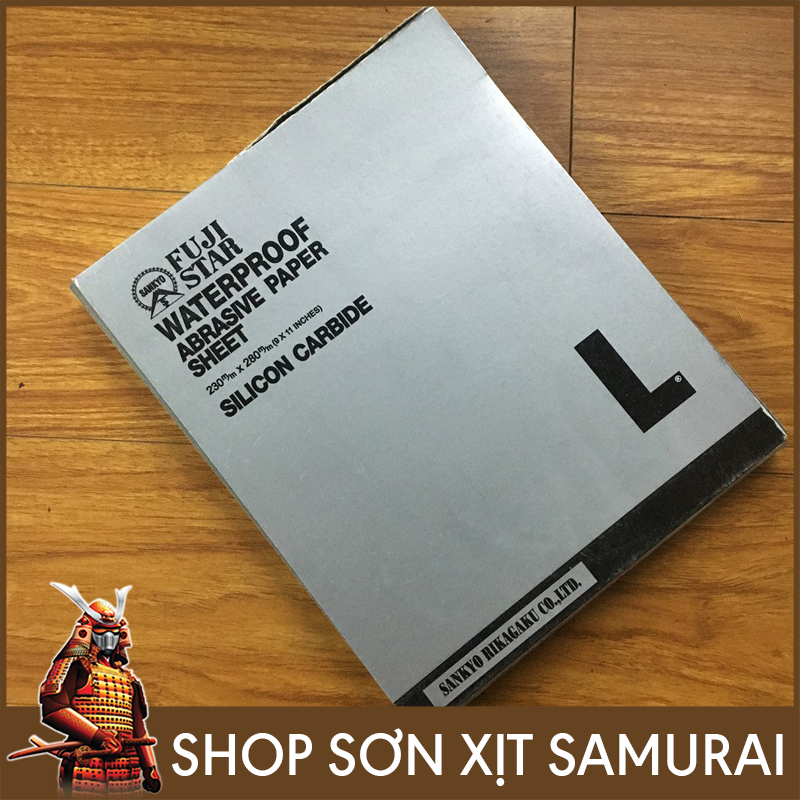 SANKYO
FUJI
STAR
WATERPROOF
ABRASIVE PAPER
SHEET
230m/m X 280m/m (9 X 11 INCHES)
SILICON CARBIDE
L®
SANKYO RIKAGAKU CO.,LTD.
SHOP SƠN XỊT SAMURAI